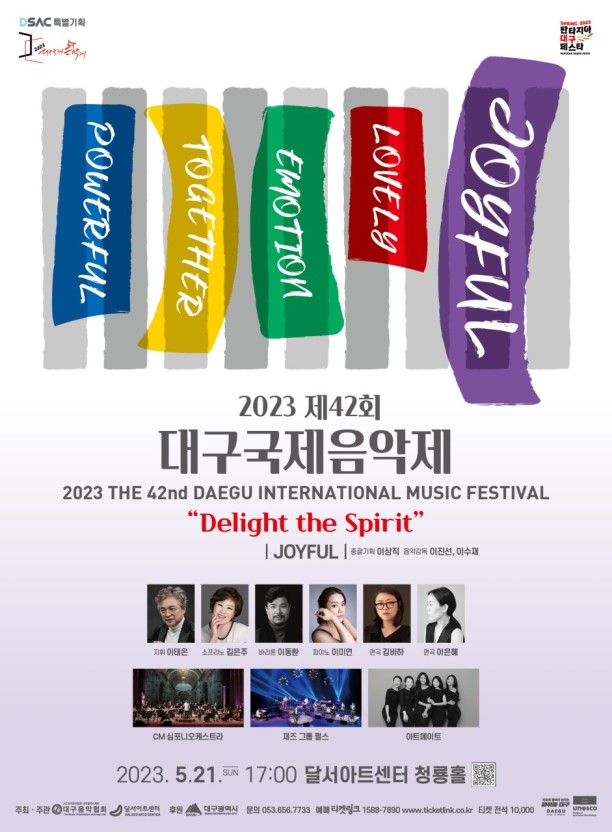 DSAC 특별기획
SPRING 2023
판타지아
대구
페스타
POWERFUL
TOGETHER
EMOTION
LOVELY
JOYFUL
2023 제42회
대구국제음악제
2023 THE 42nd DAEGU INTERNATIONAL MUSIC FESTIVAL
“Delight the Spirit”
| JOYFUL | 총괄기획 이상직 음악감독 이진선, 이수재
지휘 이태은 소프라노 김은주 바리톤 이동환 피아노 이미연 편곡 김바하 편곡 이은혜
CM 심포니오케스트라 재즈 그룹 펄스 아트메이트
2023. 5.21. SUN 17:00 달서아트센터 청룡홀
주최 · 주관 대구음악협회 달서아트센터 후원 대구광역시 문의 053.656.7733 예매 티켓링크 1588-7890 www.ticketlink.co.kr 티켓 전석 10,000
DAEGU
unesco